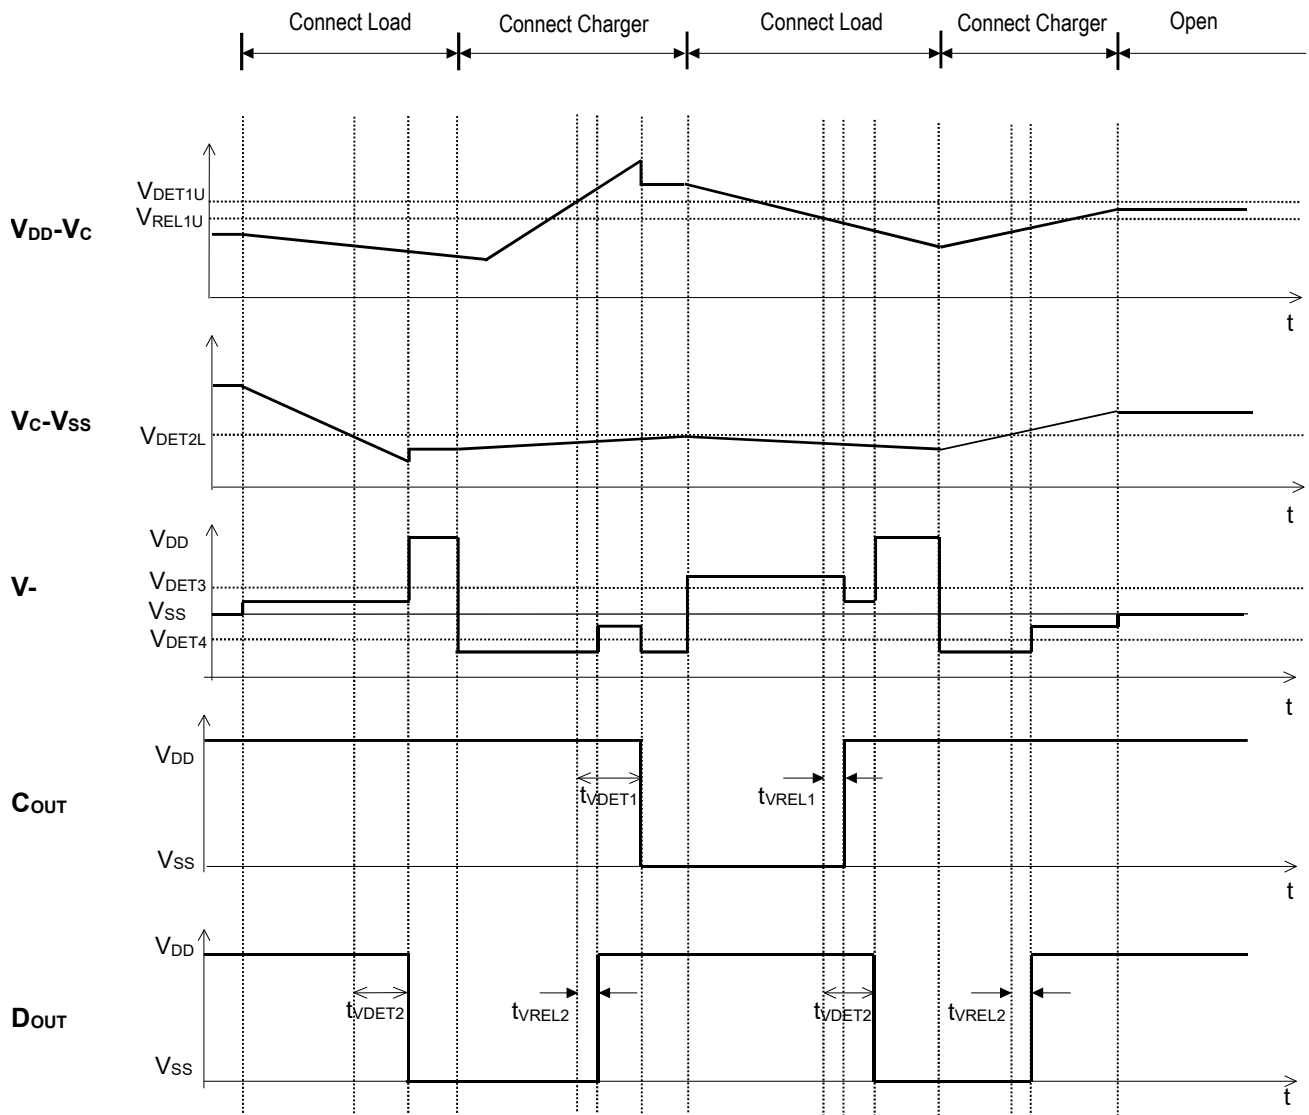 Connect Load Connect Charger Connect Load Connect Charger Open
VDET1U
VREL1U
VDD-VC
t
VC-VSS
VDET2L
t
VDD
VDET3
V-
VSS
VDET4
t
VDD
tVDET1 tVREL1
COUT
VSS
t
VDD
tVDET2 tVREL2 tVDET2 tVREL2
DOUT
VSS
t